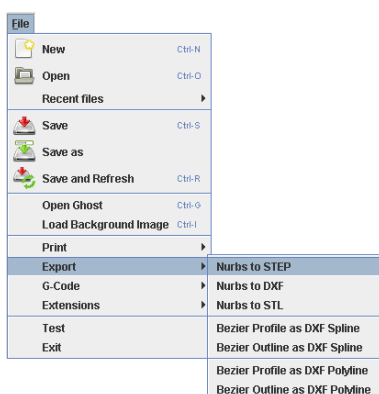 File
New Ctrl-N
Open Ctrl-O
Recent files
Save Ctrl-S
Save as
Save and Refresh Ctrl-R
Open Ghost Ctrl-G
Load Background Image Ctrl-I
Print
Export
G-Code
Extensions
Test
Exit
Nurbs to STEP
Nurbs to DXF
Nurbs to STL
Bezier Profile as DXF Spline
Bezier Outline as DXF Spline
Bezier Profile as DXF Polyline
Bezier Outline as DXF Polyline